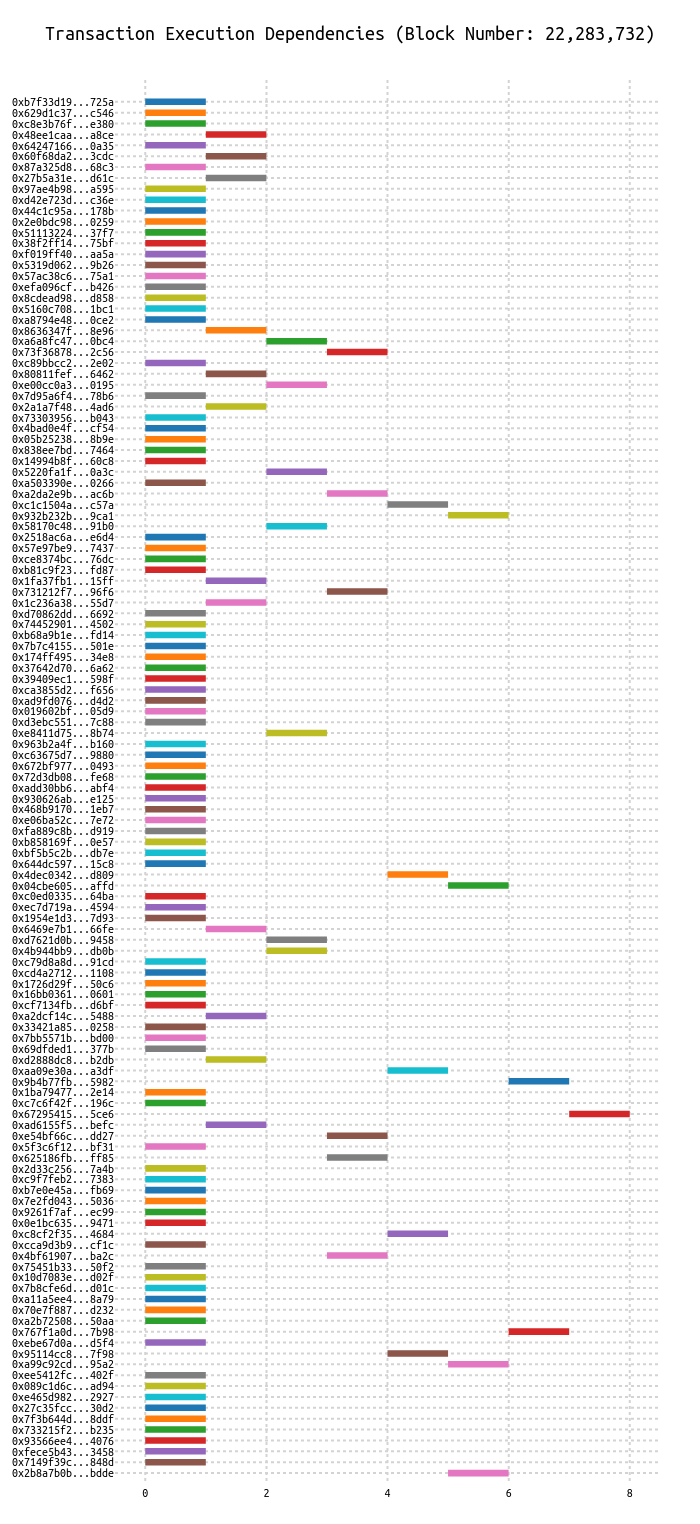 Transaction Execution Dependencies (Block Number: 22,283,732)
0xb7f33d19...725a
0x629d1c37...c546
0xc8e3b76f...e380
0x48ee1caa...a8ce
0x64247166...0a35
0x60f68da2...3cdc
0x87a325d8...68c3
0x27b5a31e...d61c
0x97ae4b98...a595
0xd42e723d...c36e
0x44c1c95a...178b
0x2e0bdc98...0259
0x51113224...37f7
0x38f2ff14...75bf
0xf019ff40...aa5a
0x5319d062...9b26
0x57ac38c6...75a1
0xefa096cf...b426
0x8cdead98...d858
0x5160c708...1bc1
0xa8794e48...0ce2
0x8636347f...8e96
0xa6a8fc47...0bc4
0x73f36878...2c56
0xc89bbcc2...2e02
0x80811fef...6462
0xe00cc0a3...0195
0x7d95a6f4...78b6
0x2a1a7f48...4ad6
0x73303956...b043
0x4bad0e4f...cf54
0x05b25238...8b9e
0x838ee7bd...7464
0x14994b8f...60c8
0x5220fa1f...0a3c
0xa503390e...0266
0xa2da2e9b...ac6b
0xc1c1504a...c57a
0x932b232b...9ca1
0x58170c48...91b0
0x2518ac6a...e6d4
0x57e97be9...7437
0xce8374bc...76dc
0xb81c9f23...fd87
0x1fa37fb1...15ff
0x731212f7...96f6
0x1c236a38...55d7
0xd70862dd...6692
0x74452901...4502
0xb68a9b1e...fd14
0x7b7c4155...501e
0x174ff495...34e8
0x37642d70...6a62
0x39409ec1...598f
0xca3855d2...f656
0xad9fd076...d4d2
0x019602bf...05d9
0xd3ebc551...7c88
0xe8411d75...8b74
0x963b2a4f...b160
0xc63675d7...9880
0x672bf977...0493
0x72d3db08...fe68
0xadd30bb6...abf4
0x930626ab...e125
0x468b9170...1eb7
0xe06ba52c...7e72
0xfa889c8b...d919
0xb858169f...0e57
0xbf5b5c2b...db7e
0x644dc597...15c8
0x4dec0342...d809
0x04cbe605...affd
0xc0ed0335...64ba
0xec7d719a...4594
0x1954e1d3...7d93
0x6469e7b1...66fe
0xd7621d0b...9458
0x4b944bb9...db0b
0xc79d8a8d...91cd
0xcd4a2712...1108
0x1726d29f...50c6
0x16bb0361...0601
0xcf7134fb...d6bf
0xa2dcf14c...5488
0x33421a85...0258
0x7bb5571b...bd00
0x69dfded1...377b
0xd2888dc8...b2db
0xaa09e30a...a3df
0x9b4b77fb...5982
0x1ba79477...2e14
0xc7c6f42f...196c
0x67295415...5ce6
0xad6155f5...befc
0xe54bf66c...dd27
0x5f3c6f12...bf31
0x625186fb...ff85
0x2d33c256...7a4b
0xc9f7feb2...7383
0xb7e0e45a...fb69
0x7e2fd043...5036
0x9261f7af...ec99
0x0e1bc635...9471
0xc8cf2f35...4684
0xcca9d3b9...cf1c
0x4bf61907...ba2c
0x75451b33...50f2
0x10d7083e...d02f
0x7b8cfe6d...d01c
0xa11a5ee4...8a79
0x70e7f887...d232
0xa2b72508...50aa
0x767f1a0d...7b98
0xebe67d0a...d5f4
0x95114cc8...7f98
0xa99c92cd...95a2
0xee5412fc...402f
0x089c1d6c...ad94
0xe465d982...2927
0x27c35fcc...30d2
0x7f3b644d...8ddf
0x733215f2...b235
0x93566ee4...4076
0xfece5b43...3458
0x7149f39c...848d
0x2b8a7b0b...bdde
0 2 4 6 8